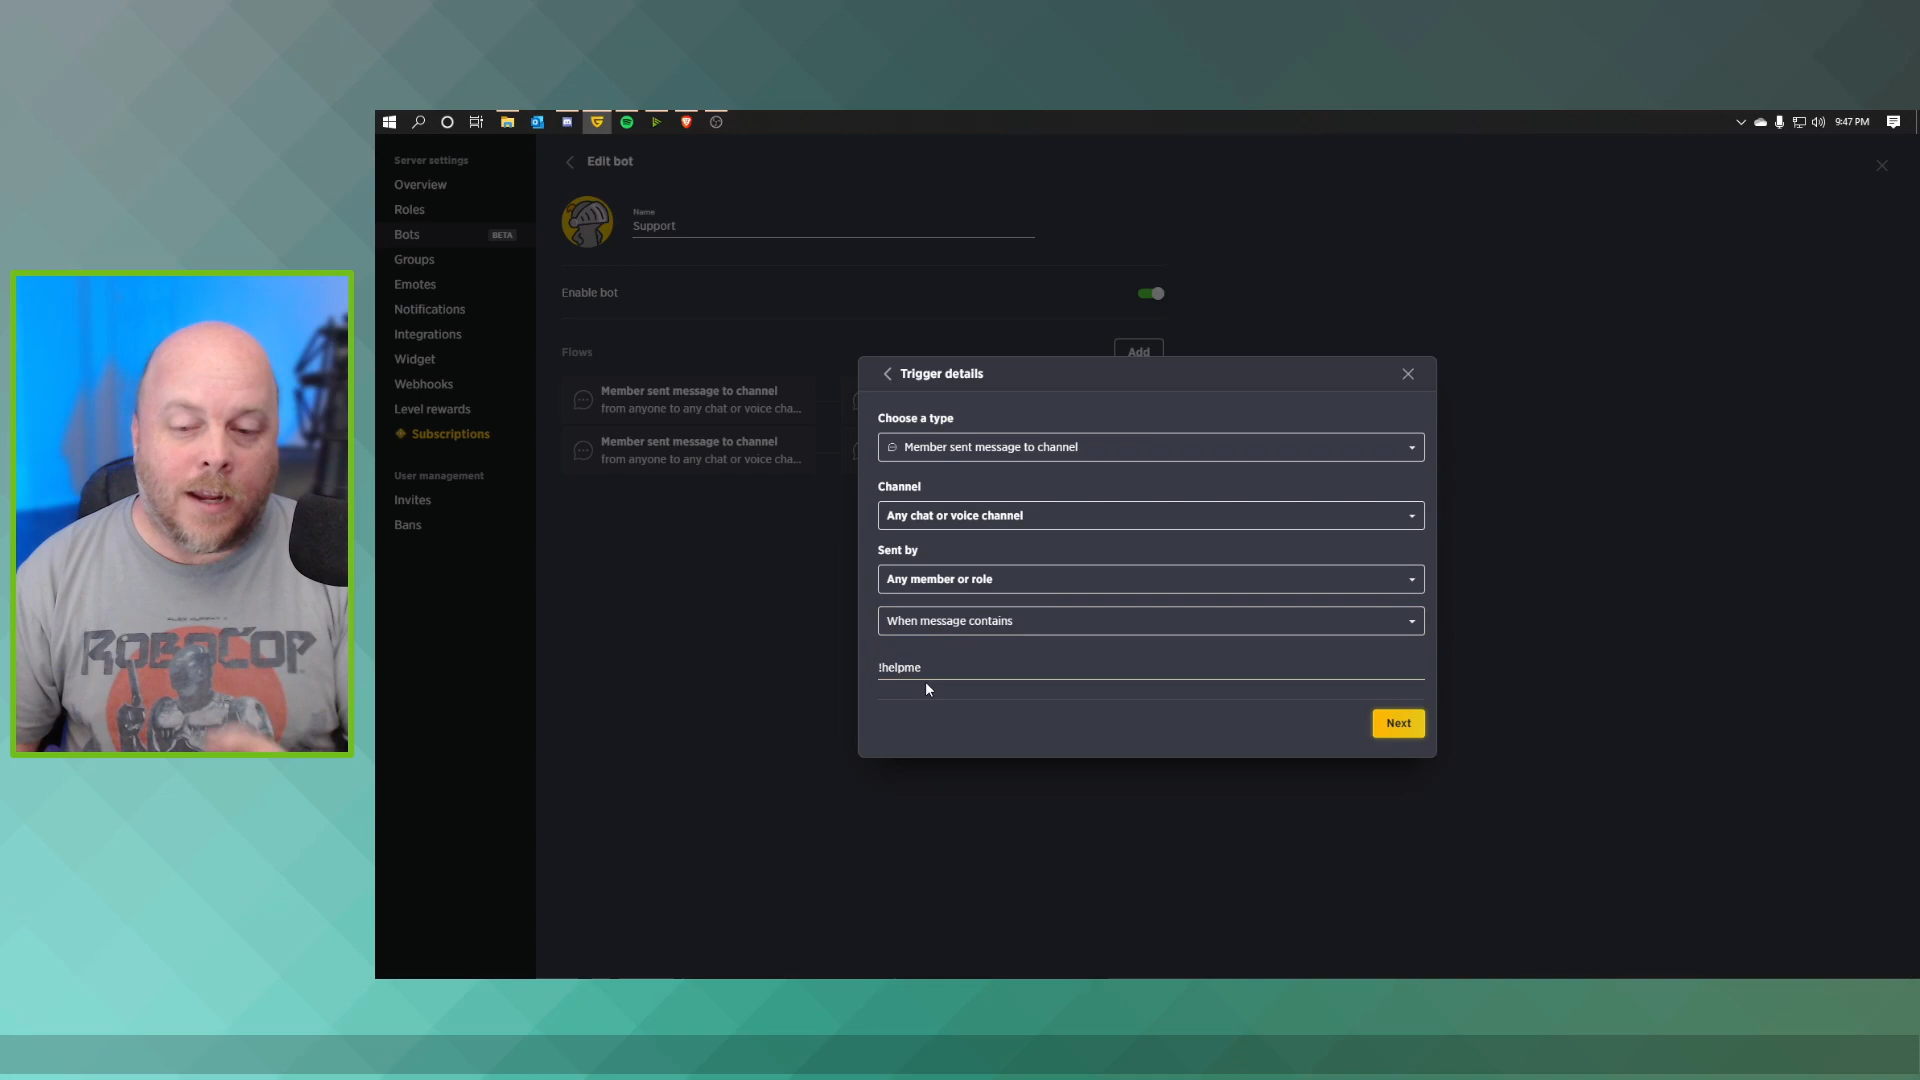 9:47 PM
Server settings
Overview
Roles
Bots BETA
Groups
Emotes
Notifications
Integrations
Widget
Webhooks
Level rewards
Subscriptions
User management
Invites
Bans
Edit bot
Name
Support
Enable bot
Flows
Add
Member sent message to channel
from anyone to any chat or voice cha...
Member sent message to channel
from anyone to any chat or voice cha...
Trigger details
Choose a type
Member sent message to channel
Channel
Any chat or voice channel
Sent by
Any member or role
When message contains
!helpme
Next
ROBOCOP